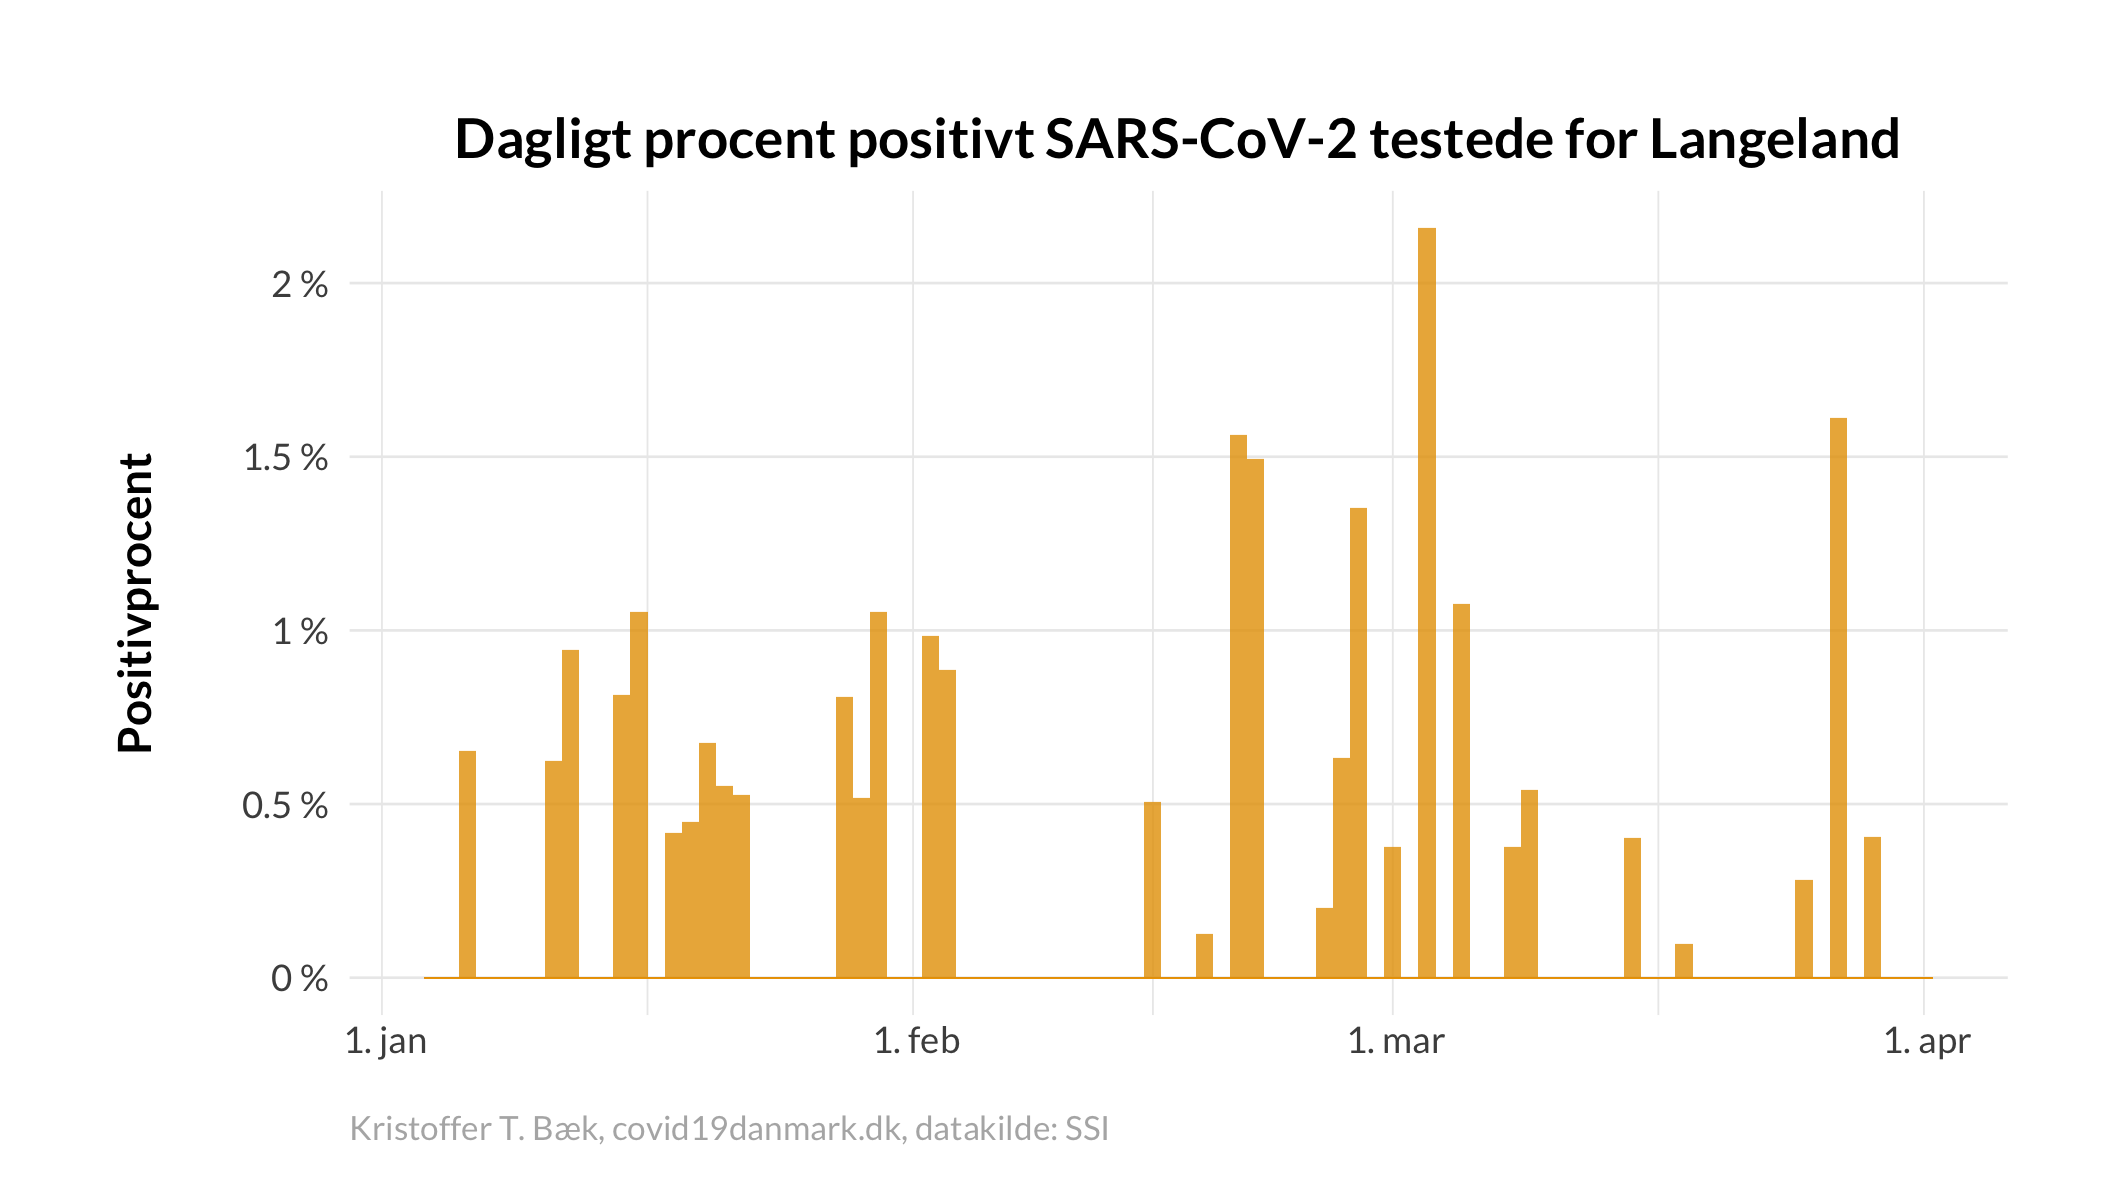 Dagligt procent positivt SARS-CoV-2 testede for Langeland
Positivprocent
2 %
1.5 %
1 %
0.5 %
0 %
1. jan
1. feb
1. mar
1. apr
Kristoffer T. Bæk, covid19danmark.dk, datakilde: SSI